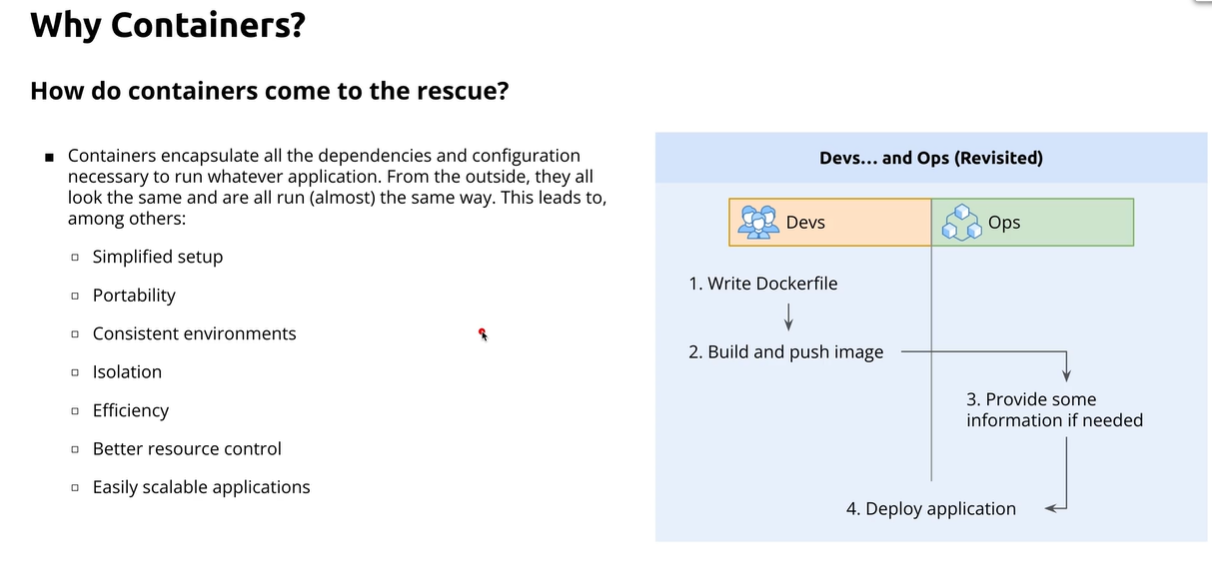 Why Containers?
How do containers come to the rescue?
Containers encapsulate all the dependencies and configuration
necessary to run whatever application. From the outside, they all
look the same and are all run (almost) the same way. This leads to,
among others:
Simplified setup
Portability
Consistent environments
Isolation
Efficiency
Better resource control
Easily scalable applications
Devs... and Ops (Revisited)
Devs
Ops
1. Write Dockerfile
2. Build and push image
3. Provide some
information if needed
4. Deploy application